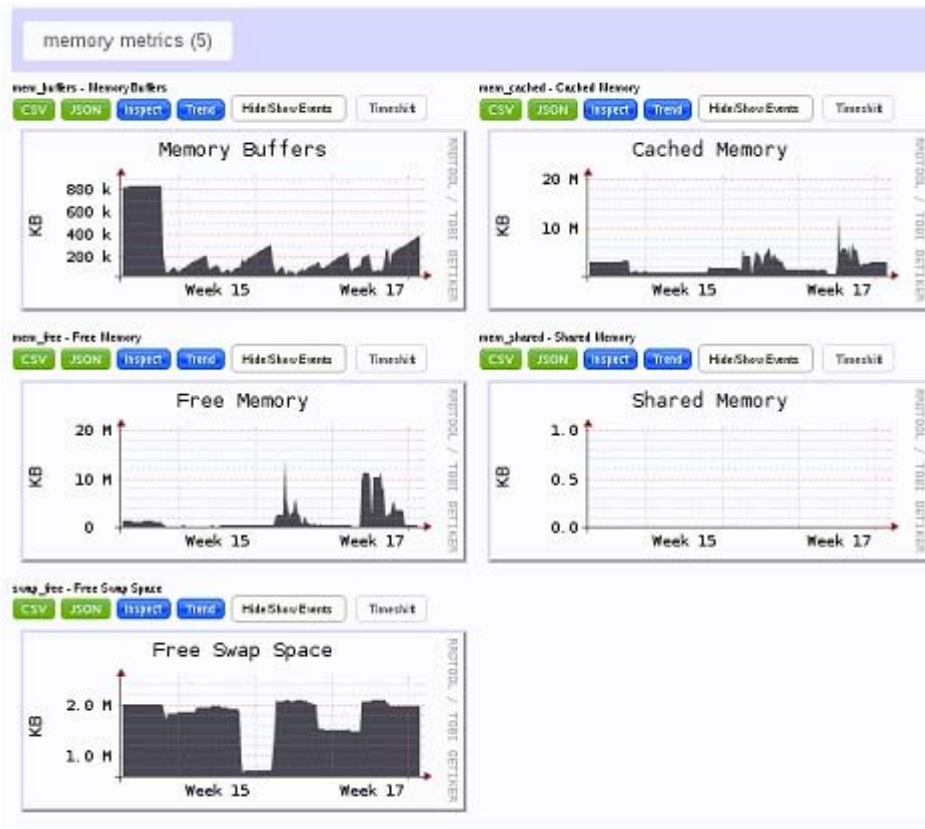 memory metrics (5)
mem_buffers - Memory Buffers
CSV JSON Inspect Trend Hide/Show Events Timeshift
Memory Buffers
800 k
600 k
400 k
200 k
KB
Week 15 Week 17
RRDTOOL / TOBI OETIKER
mem_cached - Cached Memory
CSV JSON Inspect Trend Hide/Show Events Timeshift
Cached Memory
20 M
10 M
KB
Week 15 Week 17
RRDTOOL / TOBI OETIKER
mem_free - Free Memory
CSV JSON Inspect Trend Hide/Show Events Timeshift
Free Memory
20 M
10 M
0
KB
Week 15 Week 17
RRDTOOL / TOBI OETIKER
mem_shared - Shared Memory
CSV JSON Inspect Trend Hide/Show Events Timeshift
Shared Memory
1.0
0.5
0.0
KB
Week 15 Week 17
RRDTOOL / TOBI OETIKER
swap_free - Free Swap Space
CSV JSON Inspect Trend Hide/Show Events Timeshift
Free Swap Space
2.0 M
1.0 M
KB
Week 15 Week 17
RRDTOOL / TOBI OETIKER